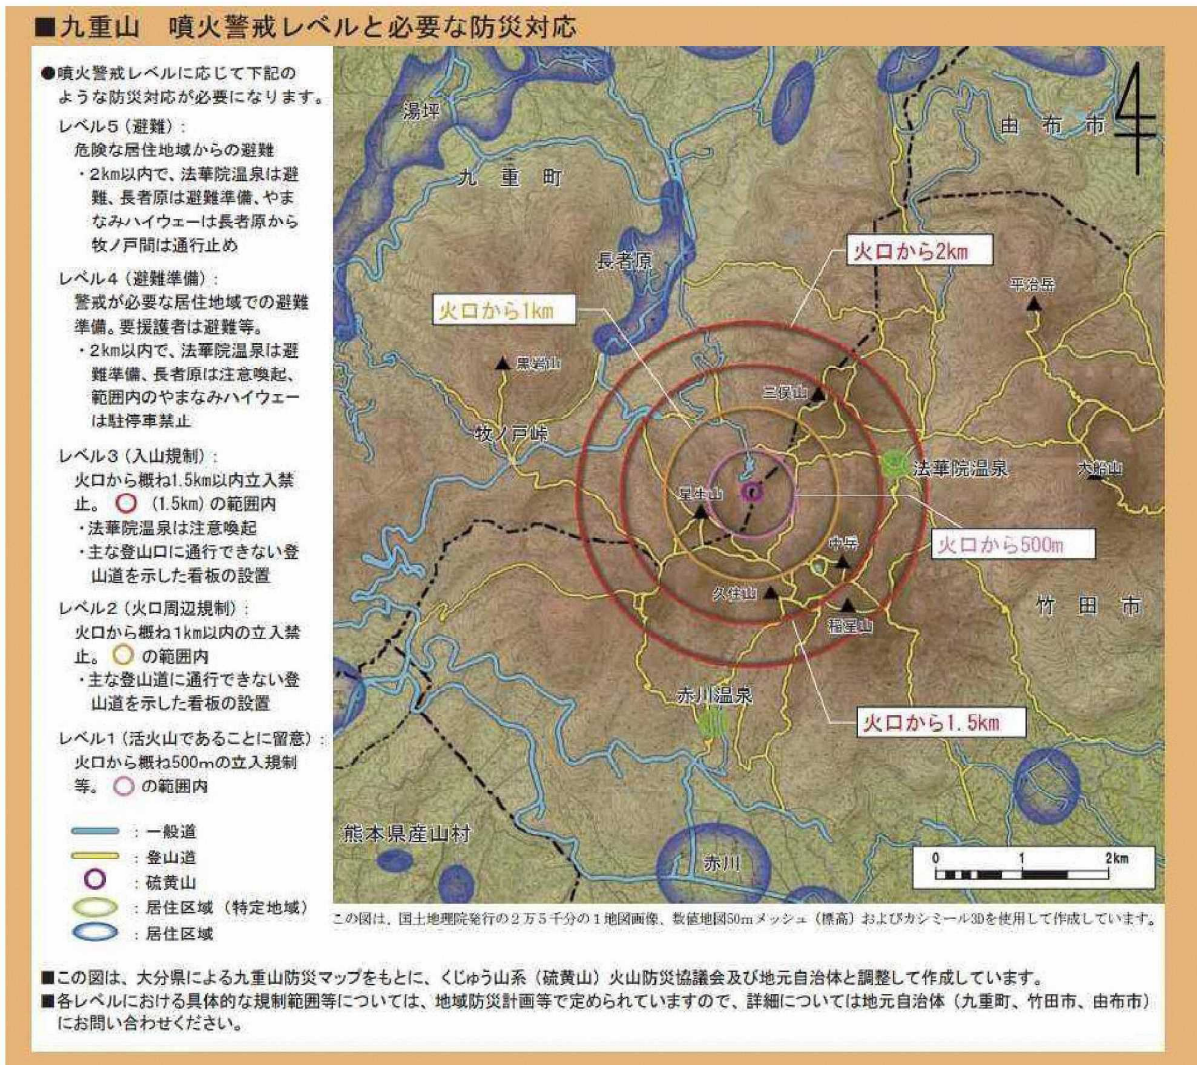 ■九重山　噴火警戒レベルと必要な防災対応
●噴火警戒レベルに応じて下記の
ような防災対応が必要になります。
レベル5（避難）：
危険な居住地域からの避難
・2km以内で、法華院温泉は避
難、長者原は避難準備、やま
なみハイウェーは長者原から
牧ノ戸間は通行止め
レベル4（避難準備）：
警戒が必要な居住地域での避難
準備。要援護者は避難等。
・2km以内で、法華院温泉は避
難準備、長者原は注意喚起、
範囲内のやまなみハイウェー
は駐停車禁止
レベル3（入山規制）：
火口から概ね1.5km以内立入禁
止。（1.5km）の範囲内
・法華院温泉は注意喚起
・主な登山口に通行できない登
山道を示した看板の設置
レベル2（火口周辺規制）：
火口から概ね1km以内の立入禁
止。の範囲内
・主な登山道に通行できない登
山道を示した看板の設置
レベル1（活火山であることに留意）：
火口から概ね500mの立入規制
等。の範囲内
：一般道
：登山道
：硫黄山
：居住区域（特定地域）
：居住区域
湯坪
九重町
由布市
長者原
火口から2km
平治岳
火口から1km
黒岩山
三俣山
牧ノ戸峠
法華院温泉
大船山
星生山
火口から500m
中岳
久住山
稲星山
竹田市
赤川温泉
火口から1.5km
熊本県産山村
赤川
0 1 2km
この図は、国土地理院発行の2万5千分の1地図画像、数値地図50mメッシュ（標高）およびカシミール3Dを使用して作成しています。
■この図は、大分県による九重山防災マップをもとに、くじゅう山系（硫黄山）火山防災協議会及び地元自治体と調整して作成しています。
■各レベルにおける具体的な規制範囲等については、地域防災計画等で定められていますので、詳細については地元自治体（九重町、竹田市、由布市）
にお問い合わせください。